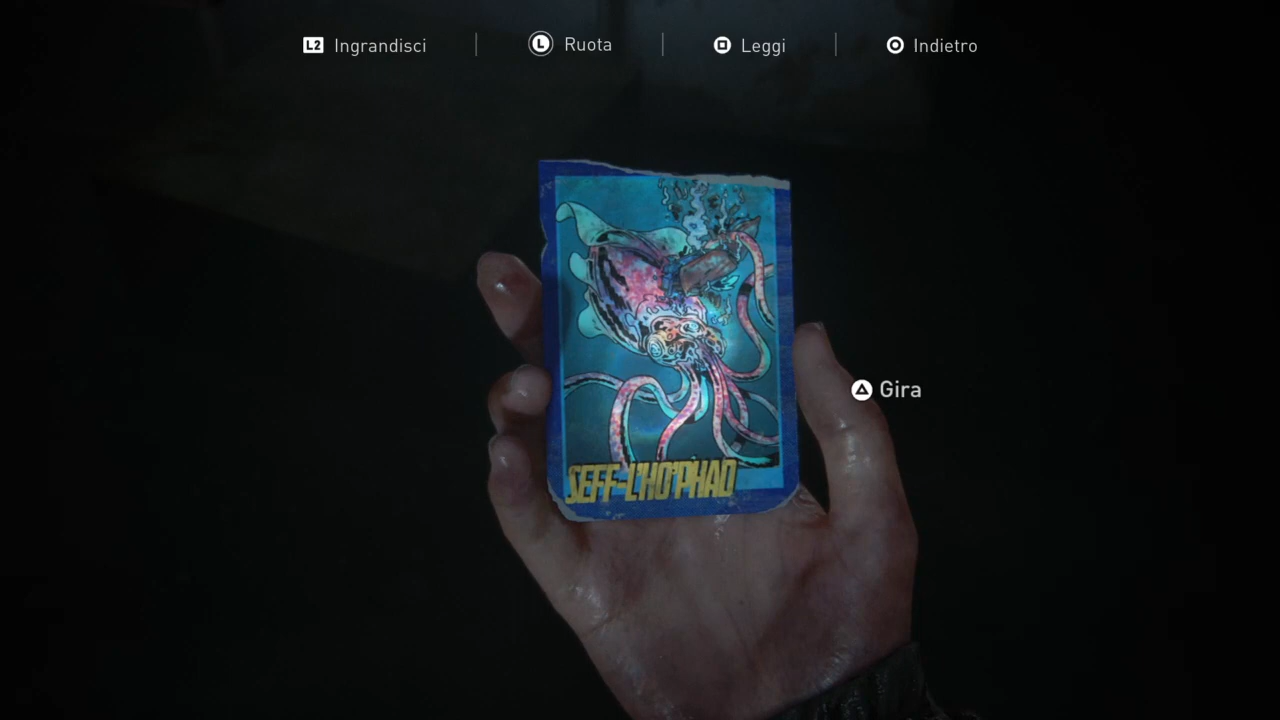 L2 Ingrandisci
L Ruota
Leggi
Indietro
Gira
SEFF-L'HO'PHAD